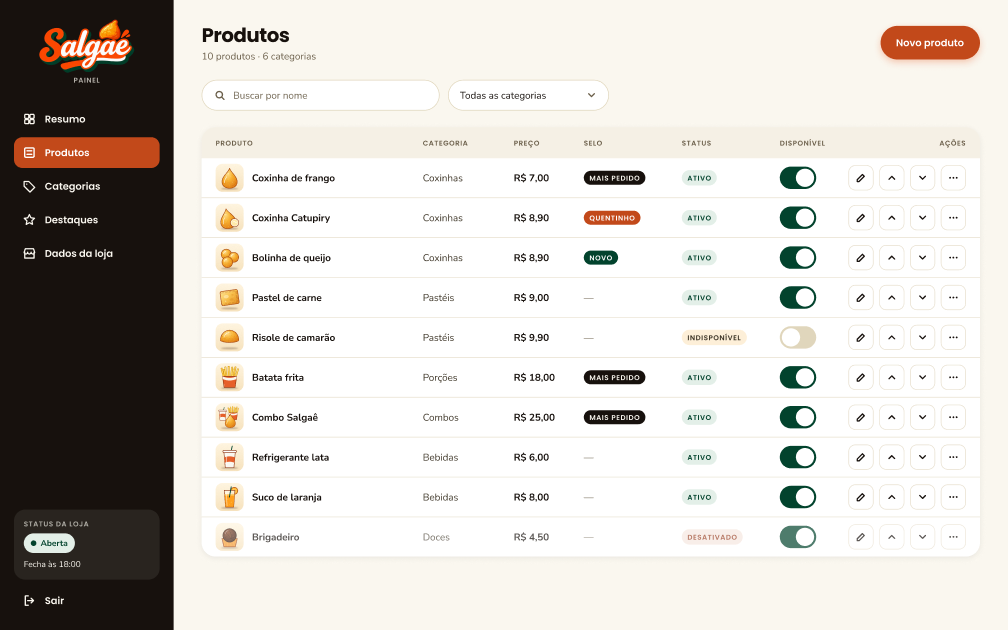 Salgaê
PAINEL
Resumo
Produtos
Categorias
Destaques
Dados da loja
STATUS DA LOJA
Aberta
Fecha às 18:00
Sair
Produtos
10 produtos · 6 categorias
Novo produto
Buscar por nome
Todas as categorias
PRODUTO CATEGORIA PREÇO SELO STATUS DISPONÍVEL AÇÕES
Coxinha de frango Coxinhas R$ 7,00 MAIS PEDIDO ATIVO
Coxinha Catupiry Coxinhas R$ 8,90 QUENTINHO ATIVO
Bolinha de queijo Coxinhas R$ 8,90 NOVO ATIVO
Pastel de carne Pastéis R$ 9,00 — ATIVO
Risole de camarão Pastéis R$ 9,90 — INDISPONÍVEL
Batata frita Porções R$ 18,00 MAIS PEDIDO ATIVO
Combo Salgaê Combos R$ 25,00 MAIS PEDIDO ATIVO
Refrigerante lata Bebidas R$ 6,00 — ATIVO
Suco de laranja Bebidas R$ 8,00 — ATIVO
Brigadeiro Doces R$ 4,50 — DESATIVADO